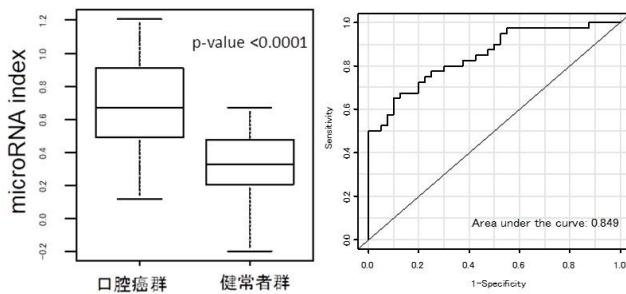 microRNA index
1.2
1.0
0.8
0.6
0.4
0.2
0.0
−0.2
p-value <0.0001
口腔癌群
健常者群
Sensitivity
1.0
0.8
0.6
0.4
0.2
0.0
Area under the curve: 0.849
0.0
0.2
0.4
0.6
0.8
1.0
1-Specificity